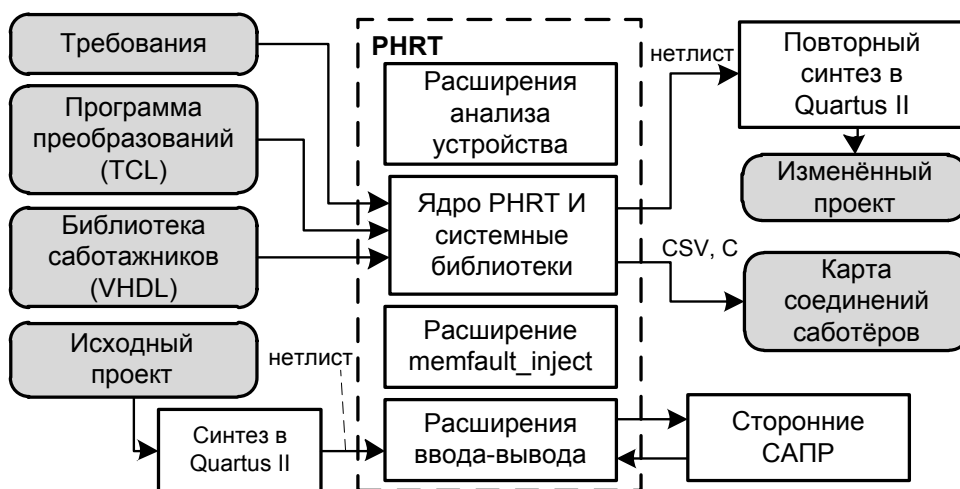 Требования
Программа
преобразований
(TCL)
Библиотека
саботажников
(VHDL)
Исходный
проект
Синтез в
Quartus II
нетлист
PHRT
Расширения
анализа
устройства
Ядро PHRT И
системные
библиотеки
Расширение
memfault_inject
Расширения
ввода-вывода
нетлист
Повторный
синтез в
Quartus II
Изменённый
проект
CSV, C
Карта
соединений
саботёров
Сторонние
САПР